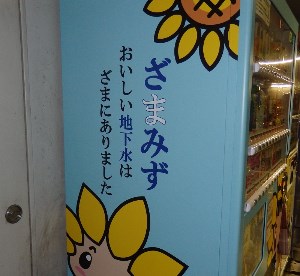 ざまみず
おいしい地下水は
ざまにありました